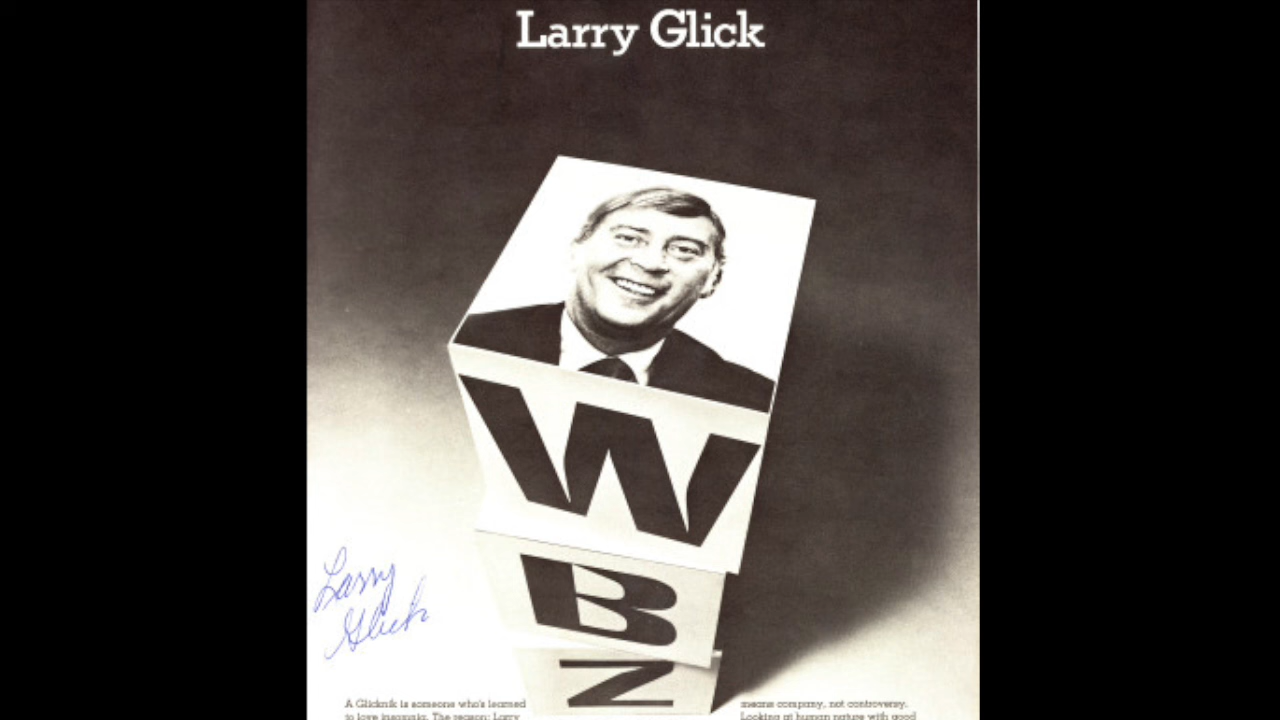 Larry Glick
W
B
Z
Larry
Glick
A Glicknik is someone who's learned
to love insomnia. The reason: Larry
means company, not controversy.
Looking at human nature with good